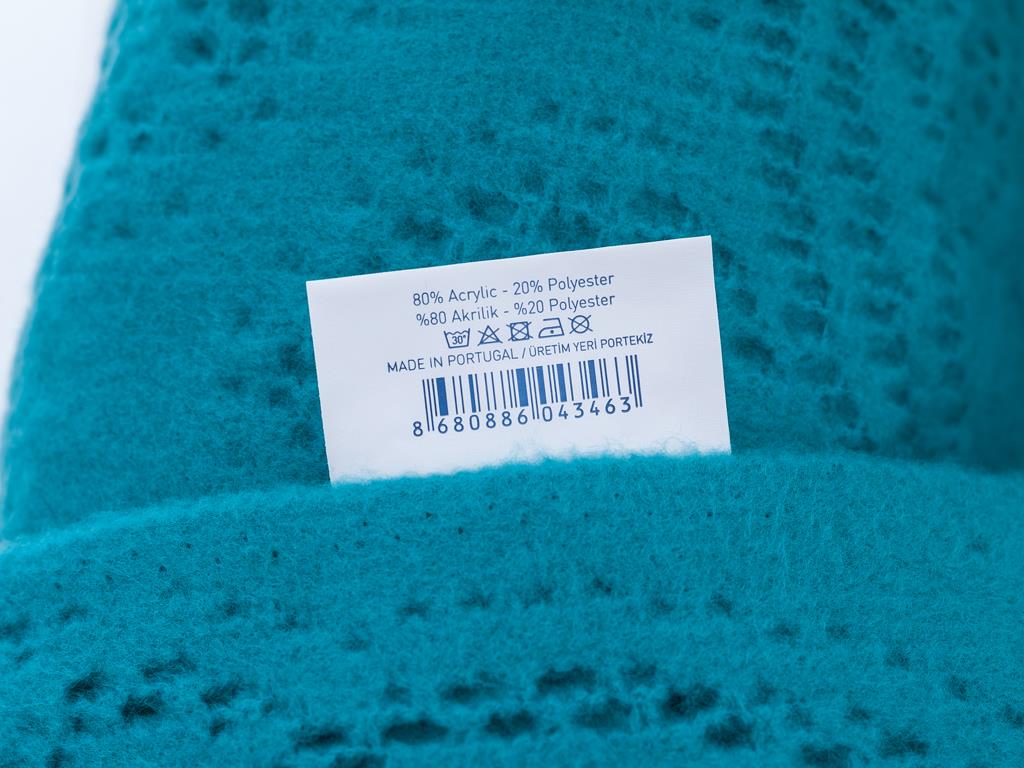 80% Acrylic - 20% Polyester
%80 Akrilik - %20 Polyester
30°
MADE IN PORTUGAL / ÜRETİM YERİ PORTEKİZ
8 680886 043463